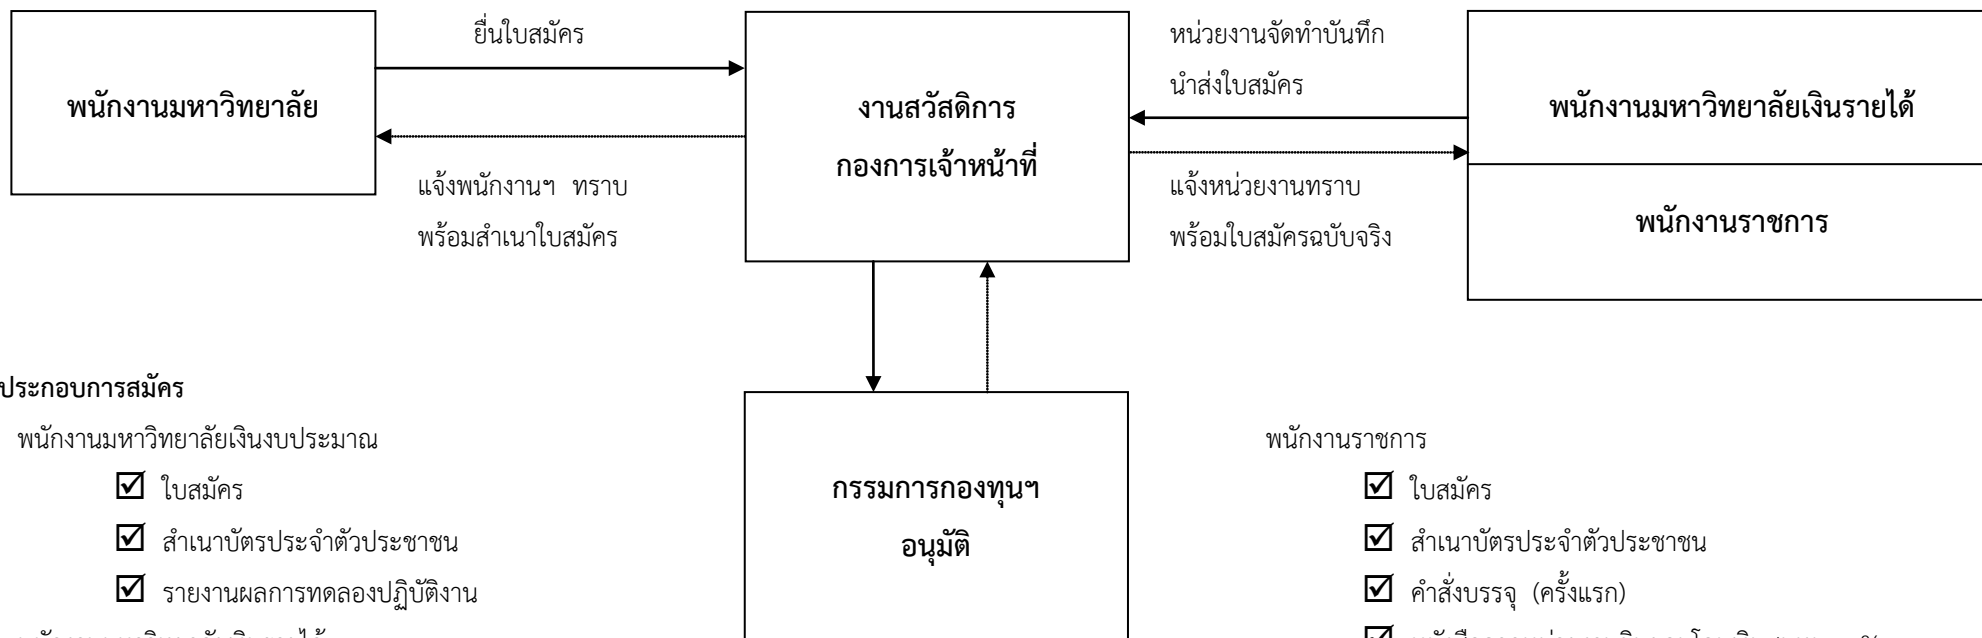 ยื่นใบสมัคร
พนักงานมหาวิทยาลัย
แจ้งพนักงานฯ ทราบ
พร้อมสำเนาใบสมัคร
งานสวัสดิการ
กองการเจ้าหน้าที่
หน่วยงานจัดทำบันทึก
นำส่งใบสมัคร
แจ้งหน่วยงานทราบ
พร้อมใบสมัครฉบับจริง
พนักงานมหาวิทยาลัยเงินรายได้
พนักงานราชการ
ประกอบการสมัคร
พนักงานมหาวิทยาลัยเงินงบประมาณ
☑ ใบสมัคร
☑ สำเนาบัตรประจำตัวประชาชน
☑ รายงานผลการทดลองปฏิบัติงาน
กรรมการกองทุนฯ
อนุมัติ
พนักงานราชการ
☑ ใบสมัคร
☑ สำเนาบัตรประจำตัวประชาชน
☑ คำสั่งบรรจุ (ครั้งแรก)